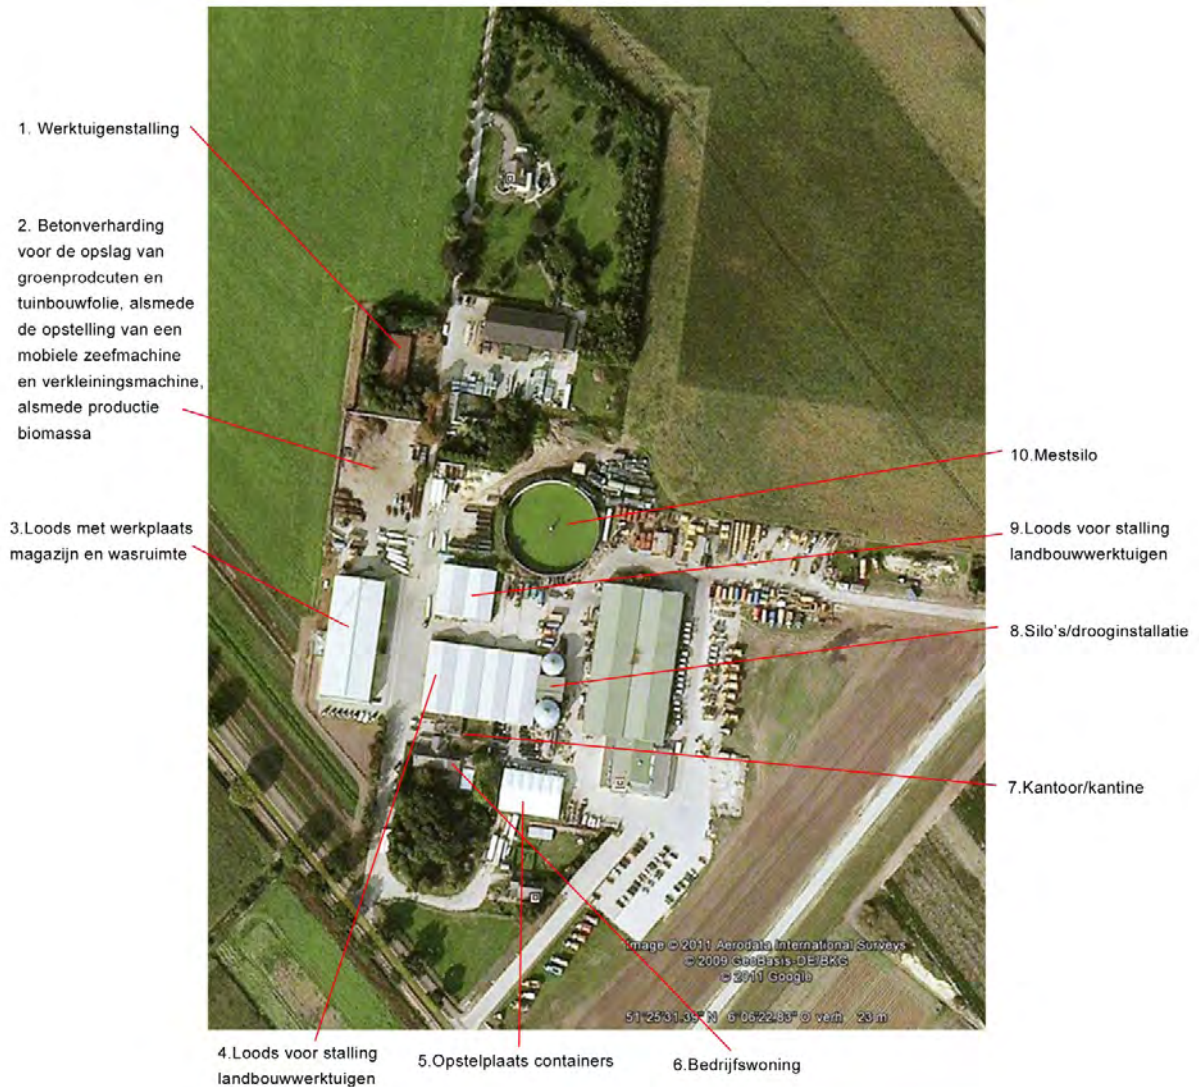 1. Werktuigenstalling
2. Betonverharding
voor de opslag van
groenprodcuten en
tuinbouwfolie, alsmede
de opstelling van een
mobiele zeefmachine
en verkleiningsmachine,
alsmede productie
biomassa
3.Loods met werkplaats
magazijn en wasruimte
4.Loods voor stalling
landbouwwerktuigen
5.Opstelplaats containers
6.Bedrijfswoning
7.Kantoor/kantine
8.Silo's/drooginstallatie
9.Loods voor stalling
landbouwwerktuigen
10.Mestsilo
Image © 2011 Aerodata International Surveys
© 2009 GeoBasis-DE/BKG
© 2011 Google
51°25'31.39" N 6°06'22.83" O verh. 23 m